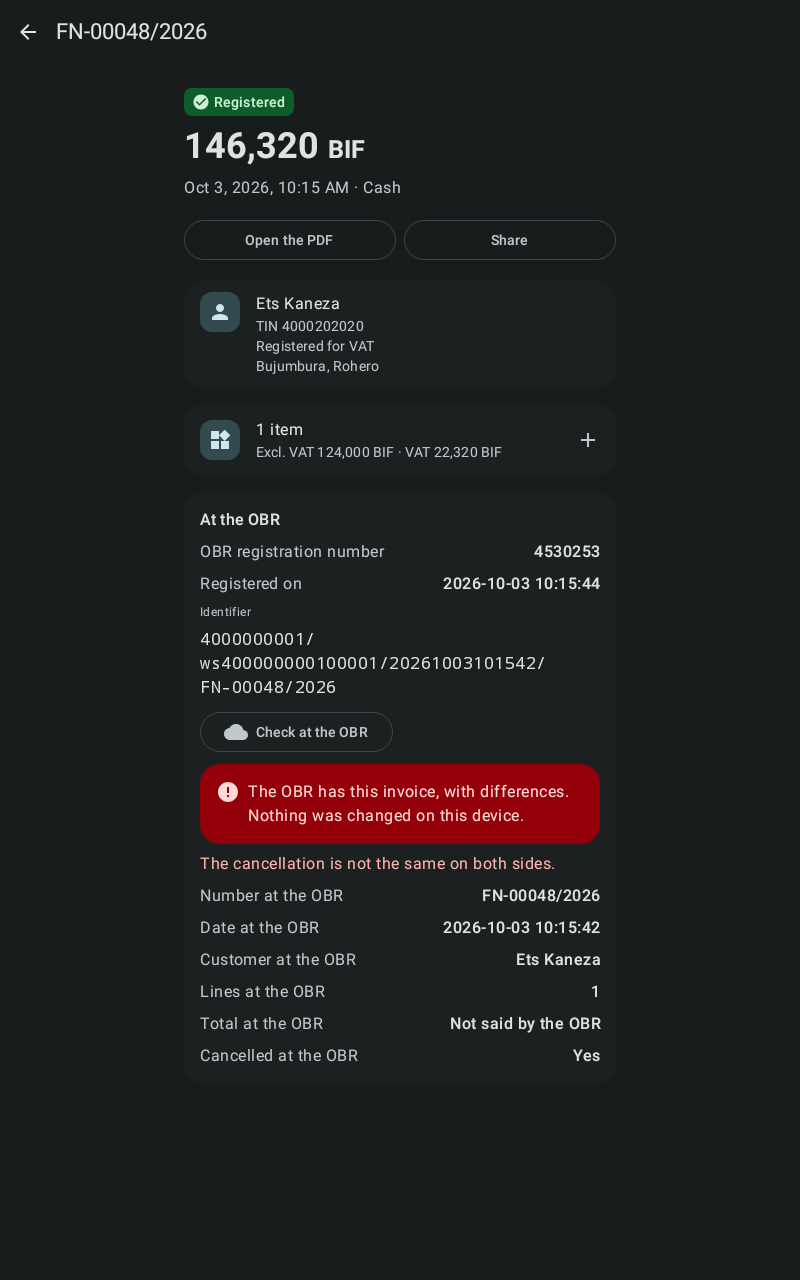 FN-00048/2026
Registered
146,320 BIF
Oct 3, 2026, 10:15 AM · Cash
Open the PDF
Share
Ets Kaneza
TIN 4000202020
Registered for VAT
Bujumbura, Rohero
1 item
Excl. VAT 124,000 BIF · VAT 22,320 BIF
At the OBR
OBR registration number 4530253
Registered on 2026-10-03 10:15:44
Identifier
4000000001/
ws400000000100001/20261003101542/
FN-00048/2026
Check at the OBR
The OBR has this invoice, with differences.
Nothing was changed on this device.
The cancellation is not the same on both sides.
Number at the OBR FN-00048/2026
Date at the OBR 2026-10-03 10:15:42
Customer at the OBR Ets Kaneza
Lines at the OBR 1
Total at the OBR Not said by the OBR
Cancelled at the OBR Yes